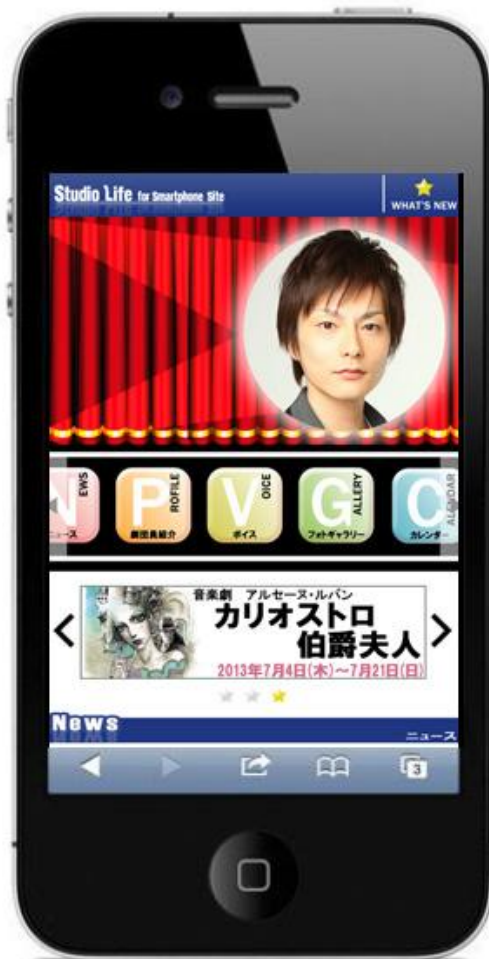 Studio Life for Smartphone Site
WHAT'S NEW
N EWS
ニュース
P ROFILE
劇団員紹介
V OICE
ボイス
G ALLERY
フォトギャラリー
C ALENDAR
カレンダー
音楽劇 アルセーヌ・ルパン
カリオストロ
伯爵夫人
2013年7月4日(木)～7月21日(日)
News
ニュース
3